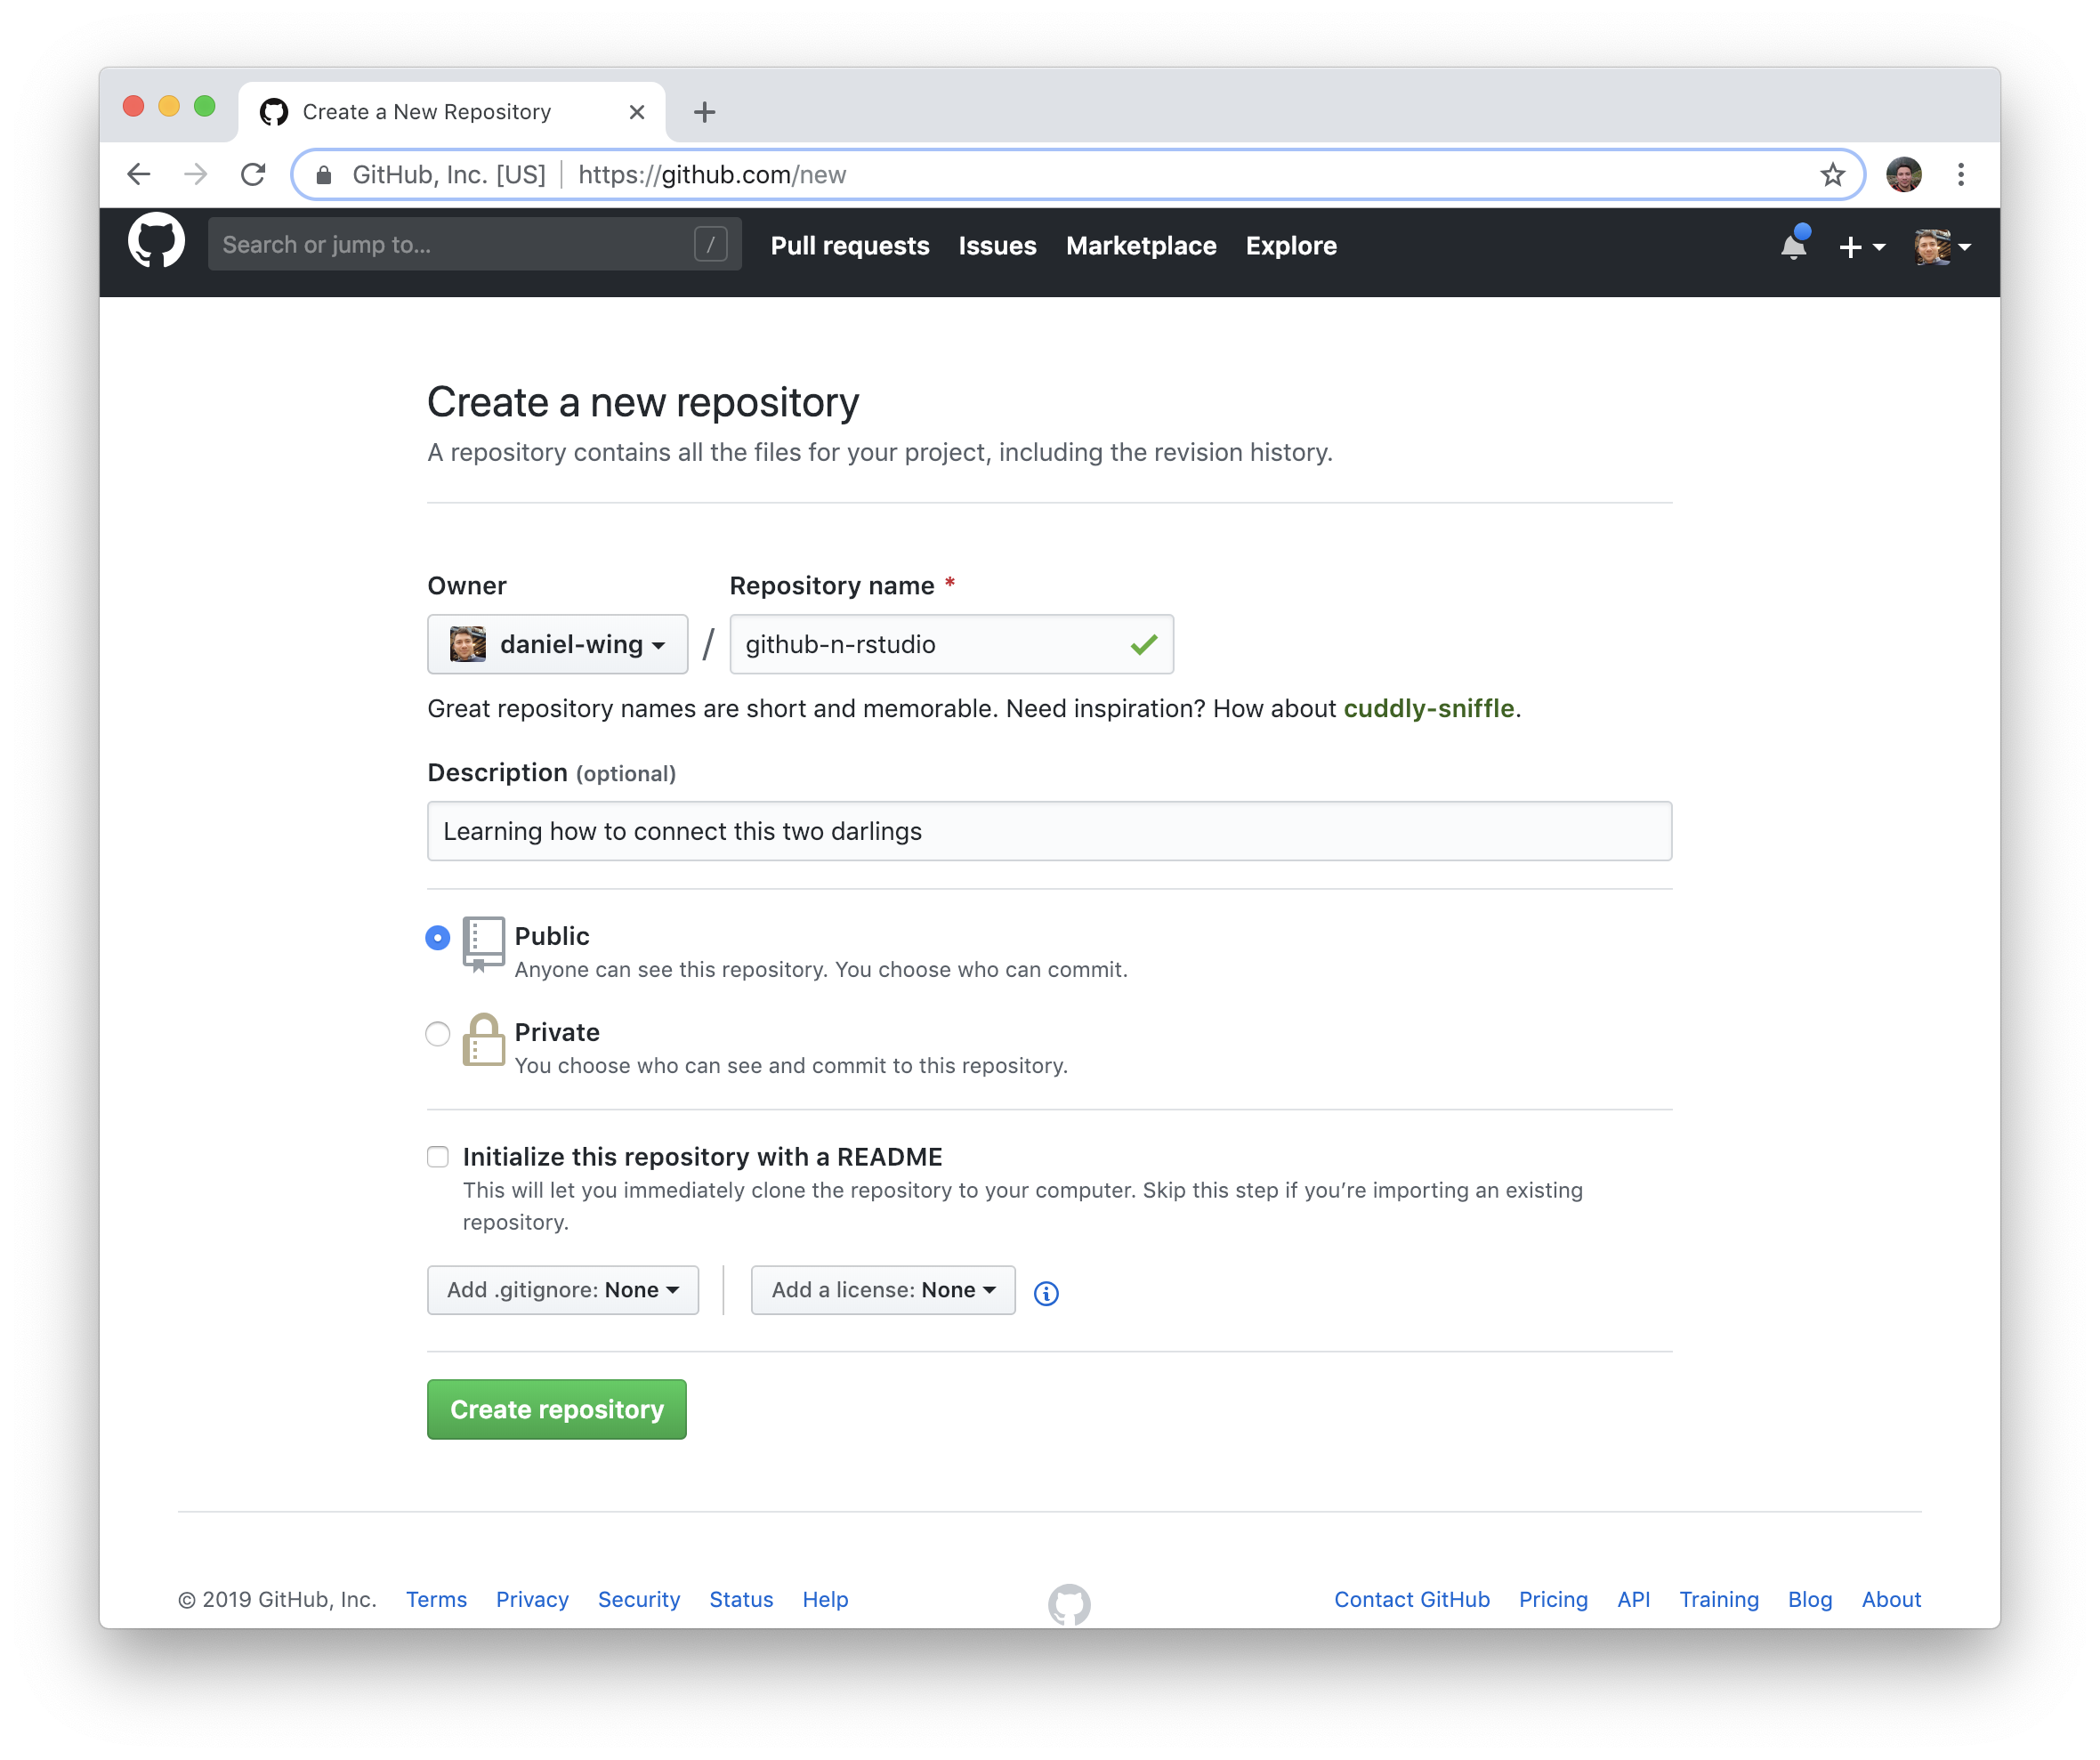 Create a New Repository
GitHub, Inc. [US] https://github.com/new
Search or jump to... /
Pull requests Issues Marketplace Explore
Create a new repository
A repository contains all the files for your project, including the revision history.
Owner Repository name *
daniel-wing / github-n-rstudio
Great repository names are short and memorable. Need inspiration? How about cuddly-sniffle.
Description (optional)
Learning how to connect this two darlings
Public
Anyone can see this repository. You choose who can commit.
Private
You choose who can see and commit to this repository.
Initialize this repository with a README
This will let you immediately clone the repository to your computer. Skip this step if you’re importing an existing
repository.
Add .gitignore: None Add a license: None
Create repository
© 2019 GitHub, Inc. Terms Privacy Security Status Help Contact GitHub Pricing API Training Blog About